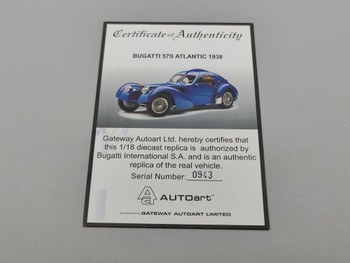 Certificate of Authenticity
BUGATTI 57S ATLANTIC 1938
Gateway Autoart Ltd. hereby certifies that
this 1/18 diecast replica is authorized by
Bugatti International S.A. and is an authentic
replica of the real vehicle.
Serial Number: 0943
AUTOart
GATEWAY AUTOART LIMITED